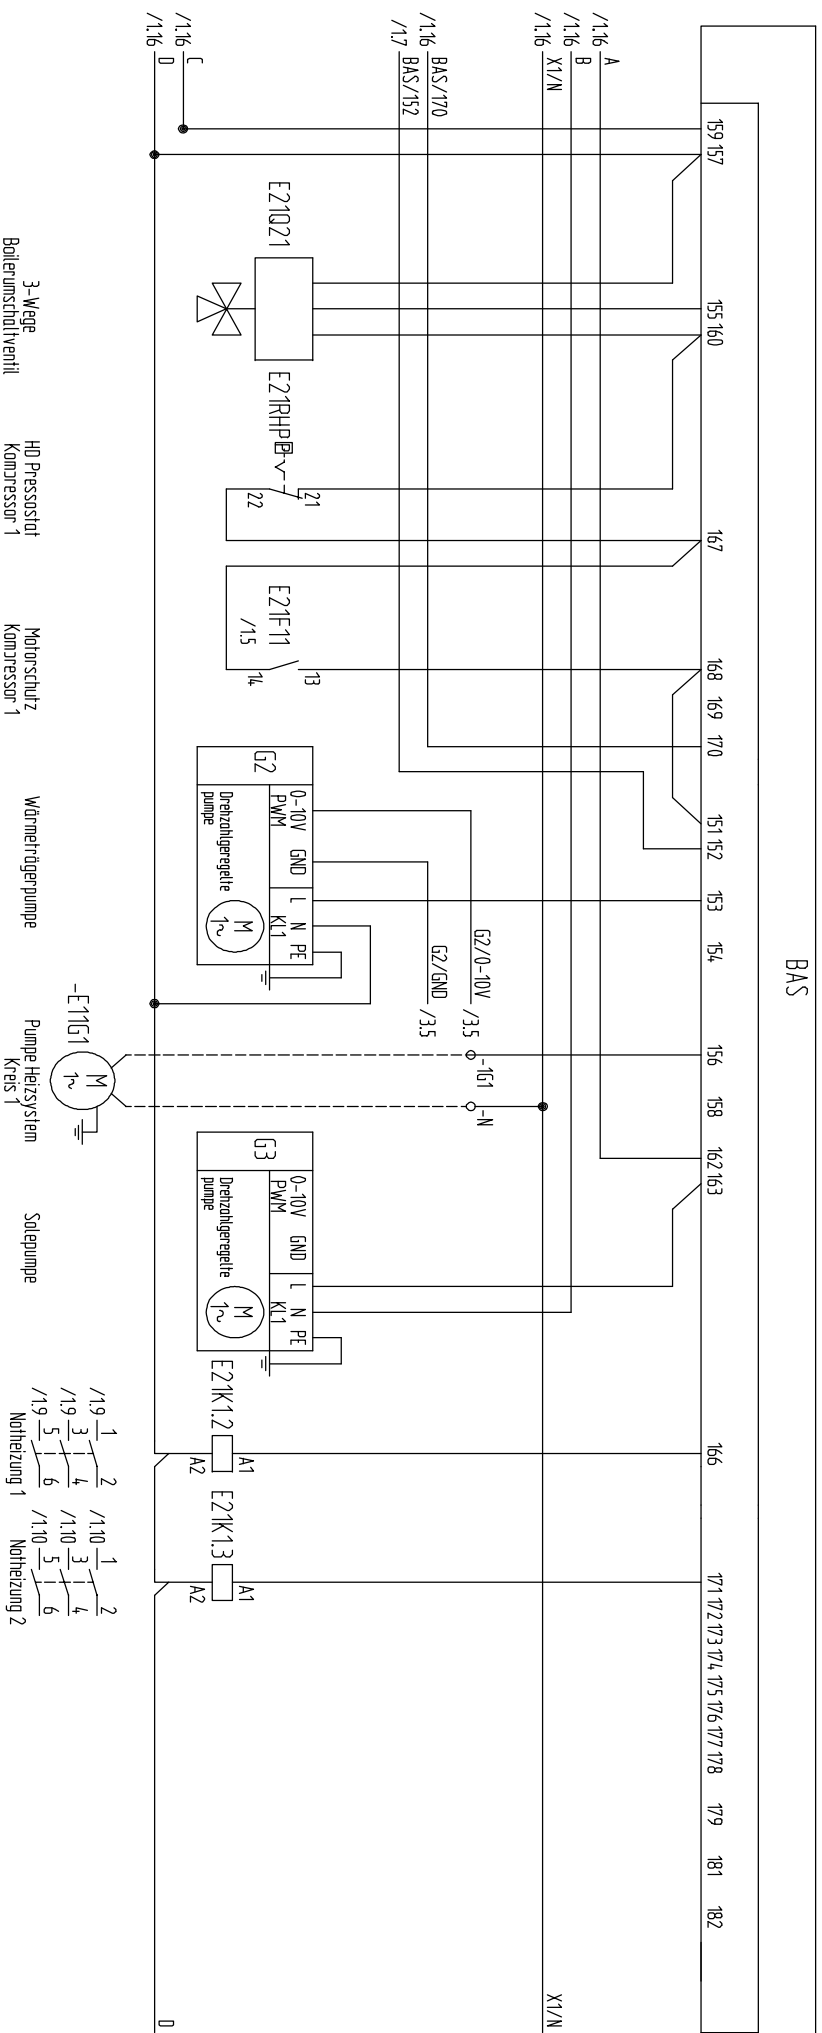 BAS
159 157 155 160 167 168 169 170 151 152 153 154 156 158 162 163 166 171 172 173 174 175 176 177 178 179 181 182
/1.16 A
/1.16 B
/1.16 X1/N
X1/N
/1.16 BAS/170
/1.7 BAS/152
/1.16 C
/1.16 D
D
E21Q21
E21RHPP
21
22
E21F11
/1.5
13
14
G2
0-10V
PWM
GND
L N PE
KL1
Drehzahlgeregelte
pumpe
M
1~
G2/0-10V /3.5
G2/GND /3.5
-1G1
-N
-E11G1
M
1~
G3
0-10V
PWM
GND
L N PE
KL1
Drehzahlgeregelte
pumpe
M
1~
E21K1.2
A1
A2
E21K1.3
A1
A2
/1.9 1 2
/1.9 3 4
/1.9 5 6
/1.10 1 2
/1.10 3 4
/1.10 5 6
3-Wege
Boilerumschaltventil
HD Pressostat
Kompressor 1
Motorschutz
Kompressor 1
Wärmeträgerpumpe
Pumpe Heizsystem
Kreis 1
Solepumpe
Notheizung 1
Notheizung 2